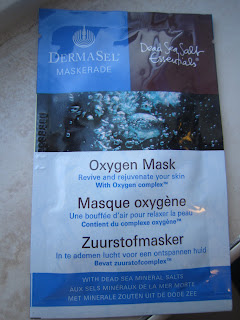 DERMASEL®
MASKERADE
Dead Sea Salt
Essentials®
Oxygen Mask
Revive and rejuvenate your skin
With Oxygen complex™
Masque oxygène
Une bouffée d'air pour relaxer la peau
Contient du complexe oxygène™
Zuurstofmasker
In te ademen lucht voor een ontspannen huid
Bevat zuurstofcomplex™
WITH DEAD SEA MINERAL SALTS
AUX SELS MINERAUX DE LA MER MORTE
MET MINERALE ZOUTEN UIT DE DODE ZEE